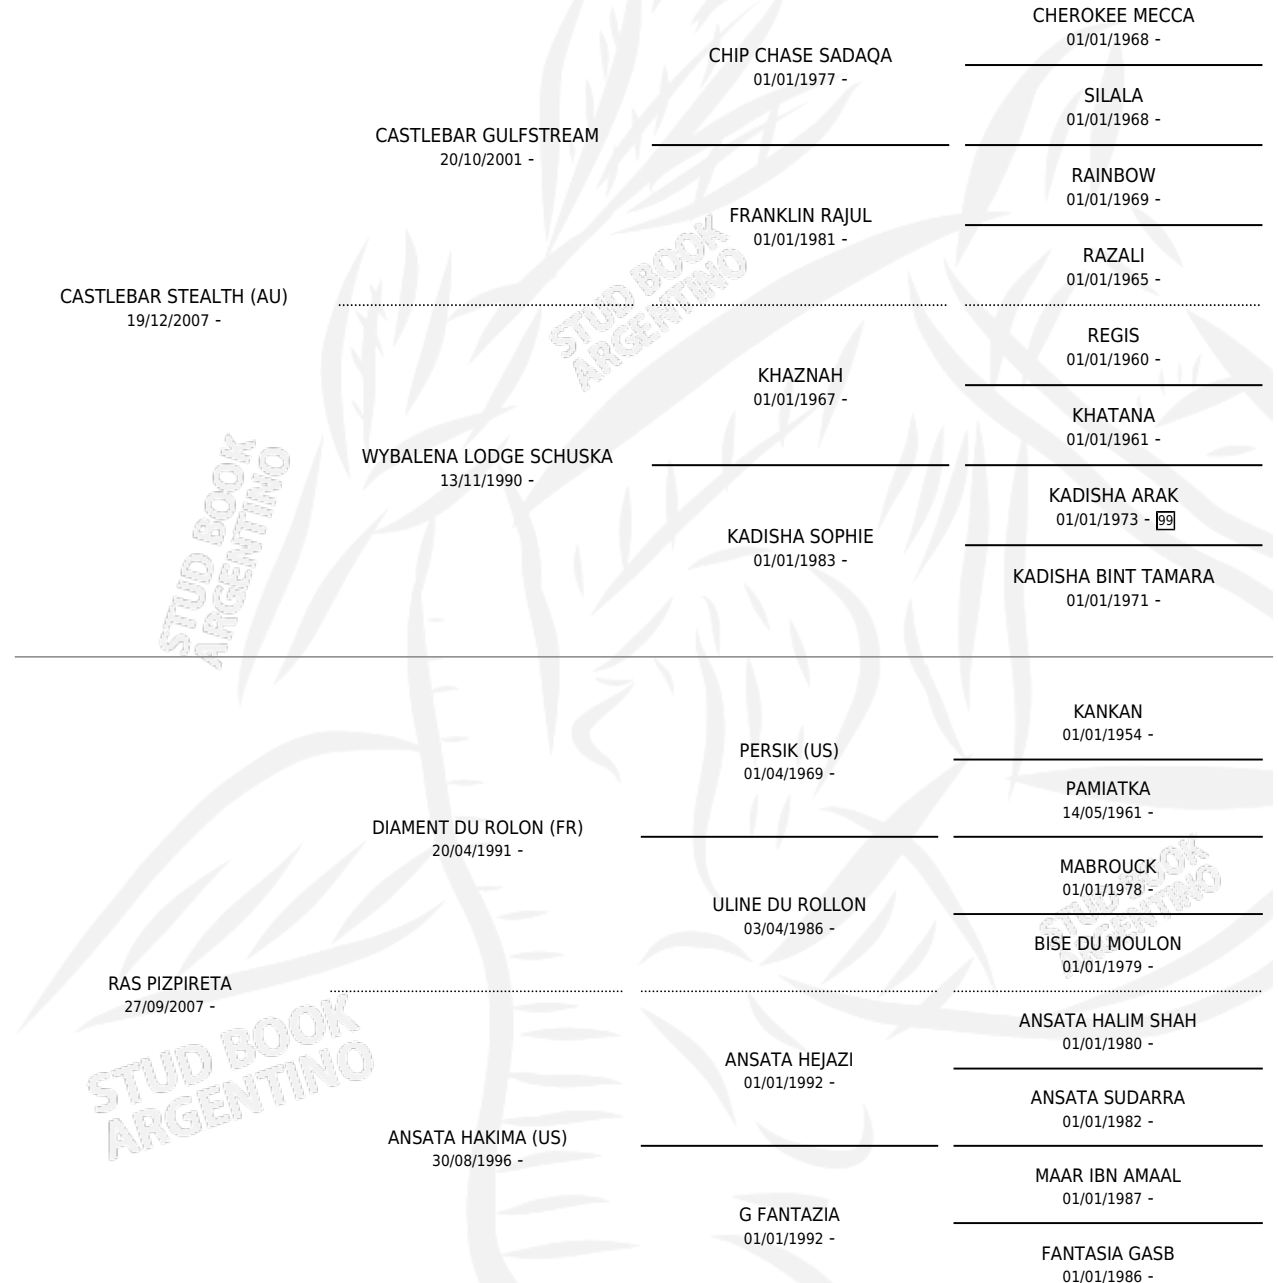 CHEROKEE MECCA
01/01/1968 -
CHIP CHASE SADAQA
01/01/1977 -
SILALA
01/01/1968 -
CASTLEBAR GULFSTREAM
20/10/2001 -
RAINBOW
01/01/1969 -
FRANKLIN RAJUL
01/01/1981 -
RAZALI
01/01/1965 -
CASTLEBAR STEALTH (AU)
19/12/2007 -
REGIS
01/01/1960 -
KHAZNAH
01/01/1967 -
KHATANA
01/01/1961 -
WYBALENA LODGE SCHUSKA
13/11/1990 -
KADISHA ARAK
01/01/1973 - 99
KADISHA SOPHIE
01/01/1983 -
KADISHA BINT TAMARA
01/01/1971 -
KANKAN
01/01/1954 -
PERSIK (US)
01/04/1969 -
PAMIATKA
14/05/1961 -
DIAMENT DU ROLON (FR)
20/04/1991 -
MABROUCK
01/01/1978 -
ULINE DU ROLLON
03/04/1986 -
BISE DU MOULON
01/01/1979 -
RAS PIZPIRETA
27/09/2007 -
ANSATA HALIM SHAH
01/01/1980 -
ANSATA HEJAZI
01/01/1992 -
ANSATA SUDARRA
01/01/1982 -
ANSATA HAKIMA (US)
30/08/1996 -
MAAR IBN AMAAL
01/01/1987 -
G FANTAZIA
01/01/1992 -
FANTASIA GASB
01/01/1986 -
STUD BOOK
ARGENTINO
STUD BOOK
ARGENTINO
STUD BOOK
ARGENTINO
STUD BOOK
ARGENTINO